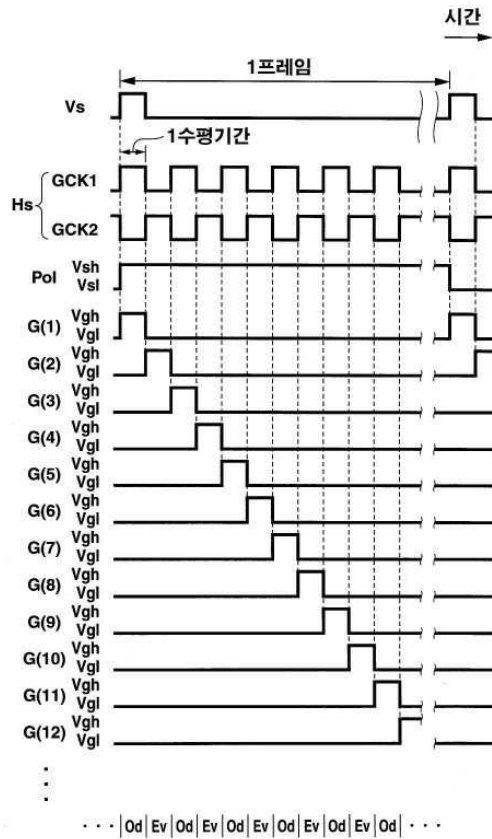 시간
1프레임
Vs
1수평기간
GCK1
Hs
GCK2
Pol Vsh
Vsl
G(1) Vgh
Vgl
G(2) Vgh
Vgl
G(3) Vgh
Vgl
G(4) Vgh
Vgl
G(5) Vgh
Vgl
G(6) Vgh
Vgl
G(7) Vgh
Vgl
G(8) Vgh
Vgl
G(9) Vgh
Vgl
G(10) Vgh
Vgl
G(11) Vgh
Vgl
G(12) Vgh
Vgl
··· |Od|Ev|Od|Ev|Od|Ev|Od|Ev|Od|Ev|Od| ···